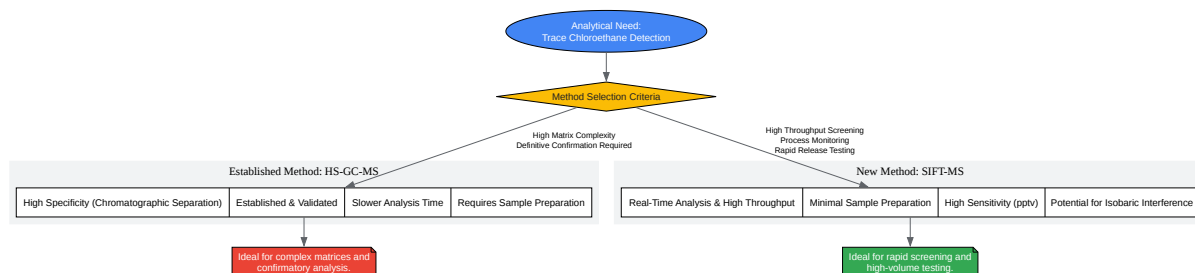 Analytical Need:
Trace Chloroethane Detection
Method Selection Criteria
High Matrix Complexity
Definitive Confirmation Required
High Throughput Screening
Process Monitoring
Rapid Release Testing
Established Method: HS-GC-MS
High Specificity (Chromatographic Separation)
Established & Validated
Slower Analysis Time
Requires Sample Preparation
New Method: SIFT-MS
Real-Time Analysis & High Throughput
Minimal Sample Preparation
High Sensitivity (pptv)
Potential for Isobaric Interference
Ideal for complex matrices and
confirmatory analysis.
Ideal for rapid screening and
high-volume testing.